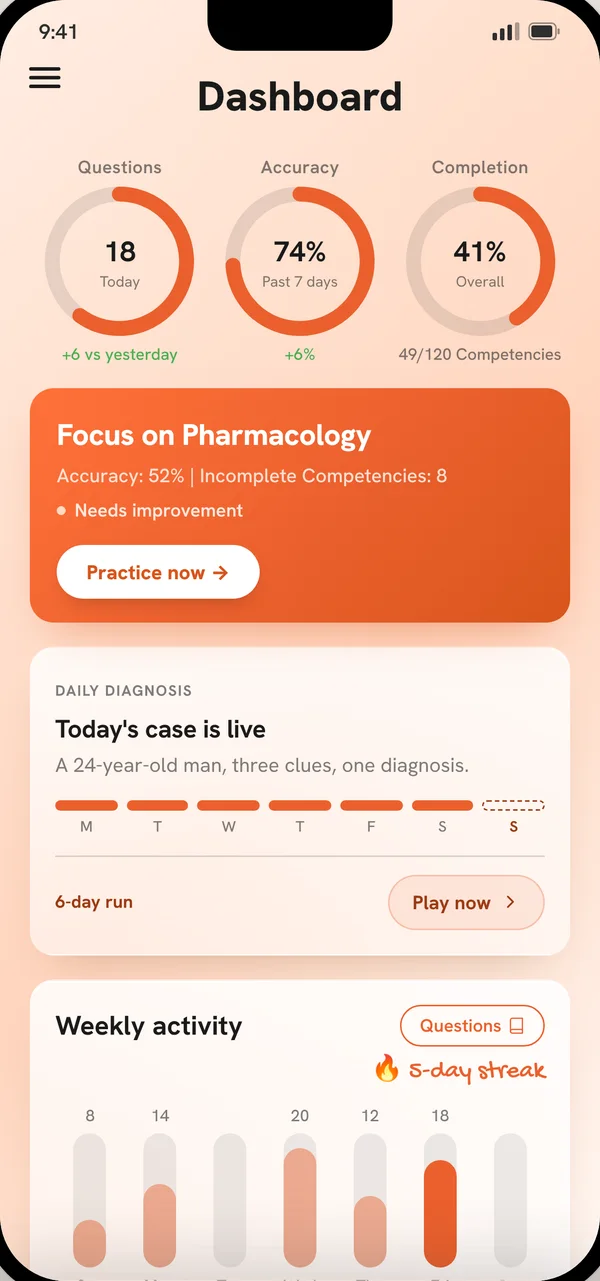 9:41
Dashboard
Questions Accuracy Completion
18 74% 41%
Today Past 7 days Overall
+6 vs yesterday +6% 49/120 Competencies
Focus on Pharmacology
Accuracy: 52% | Incomplete Competencies: 8
Needs improvement
Practice now →
DAILY DIAGNOSIS
Today's case is live
A 24-year-old man, three clues, one diagnosis.
M T W T F S S
6-day run
Play now
Weekly activity
Questions
🔥 5-day streak
8 14 20 12 18